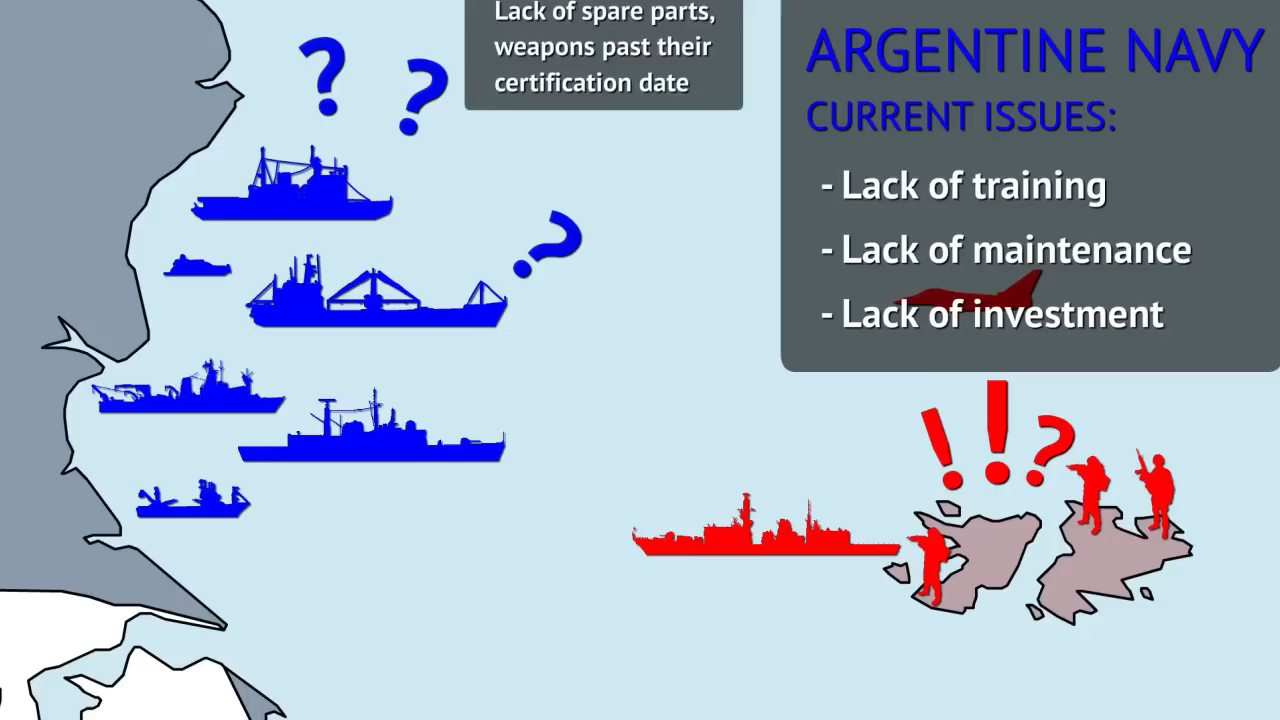 Lack of spare parts,
weapons past their
certification date
ARGENTINE NAVY
CURRENT ISSUES:
- Lack of training
- Lack of maintenance
- Lack of investment
? ?
?
! ! ?